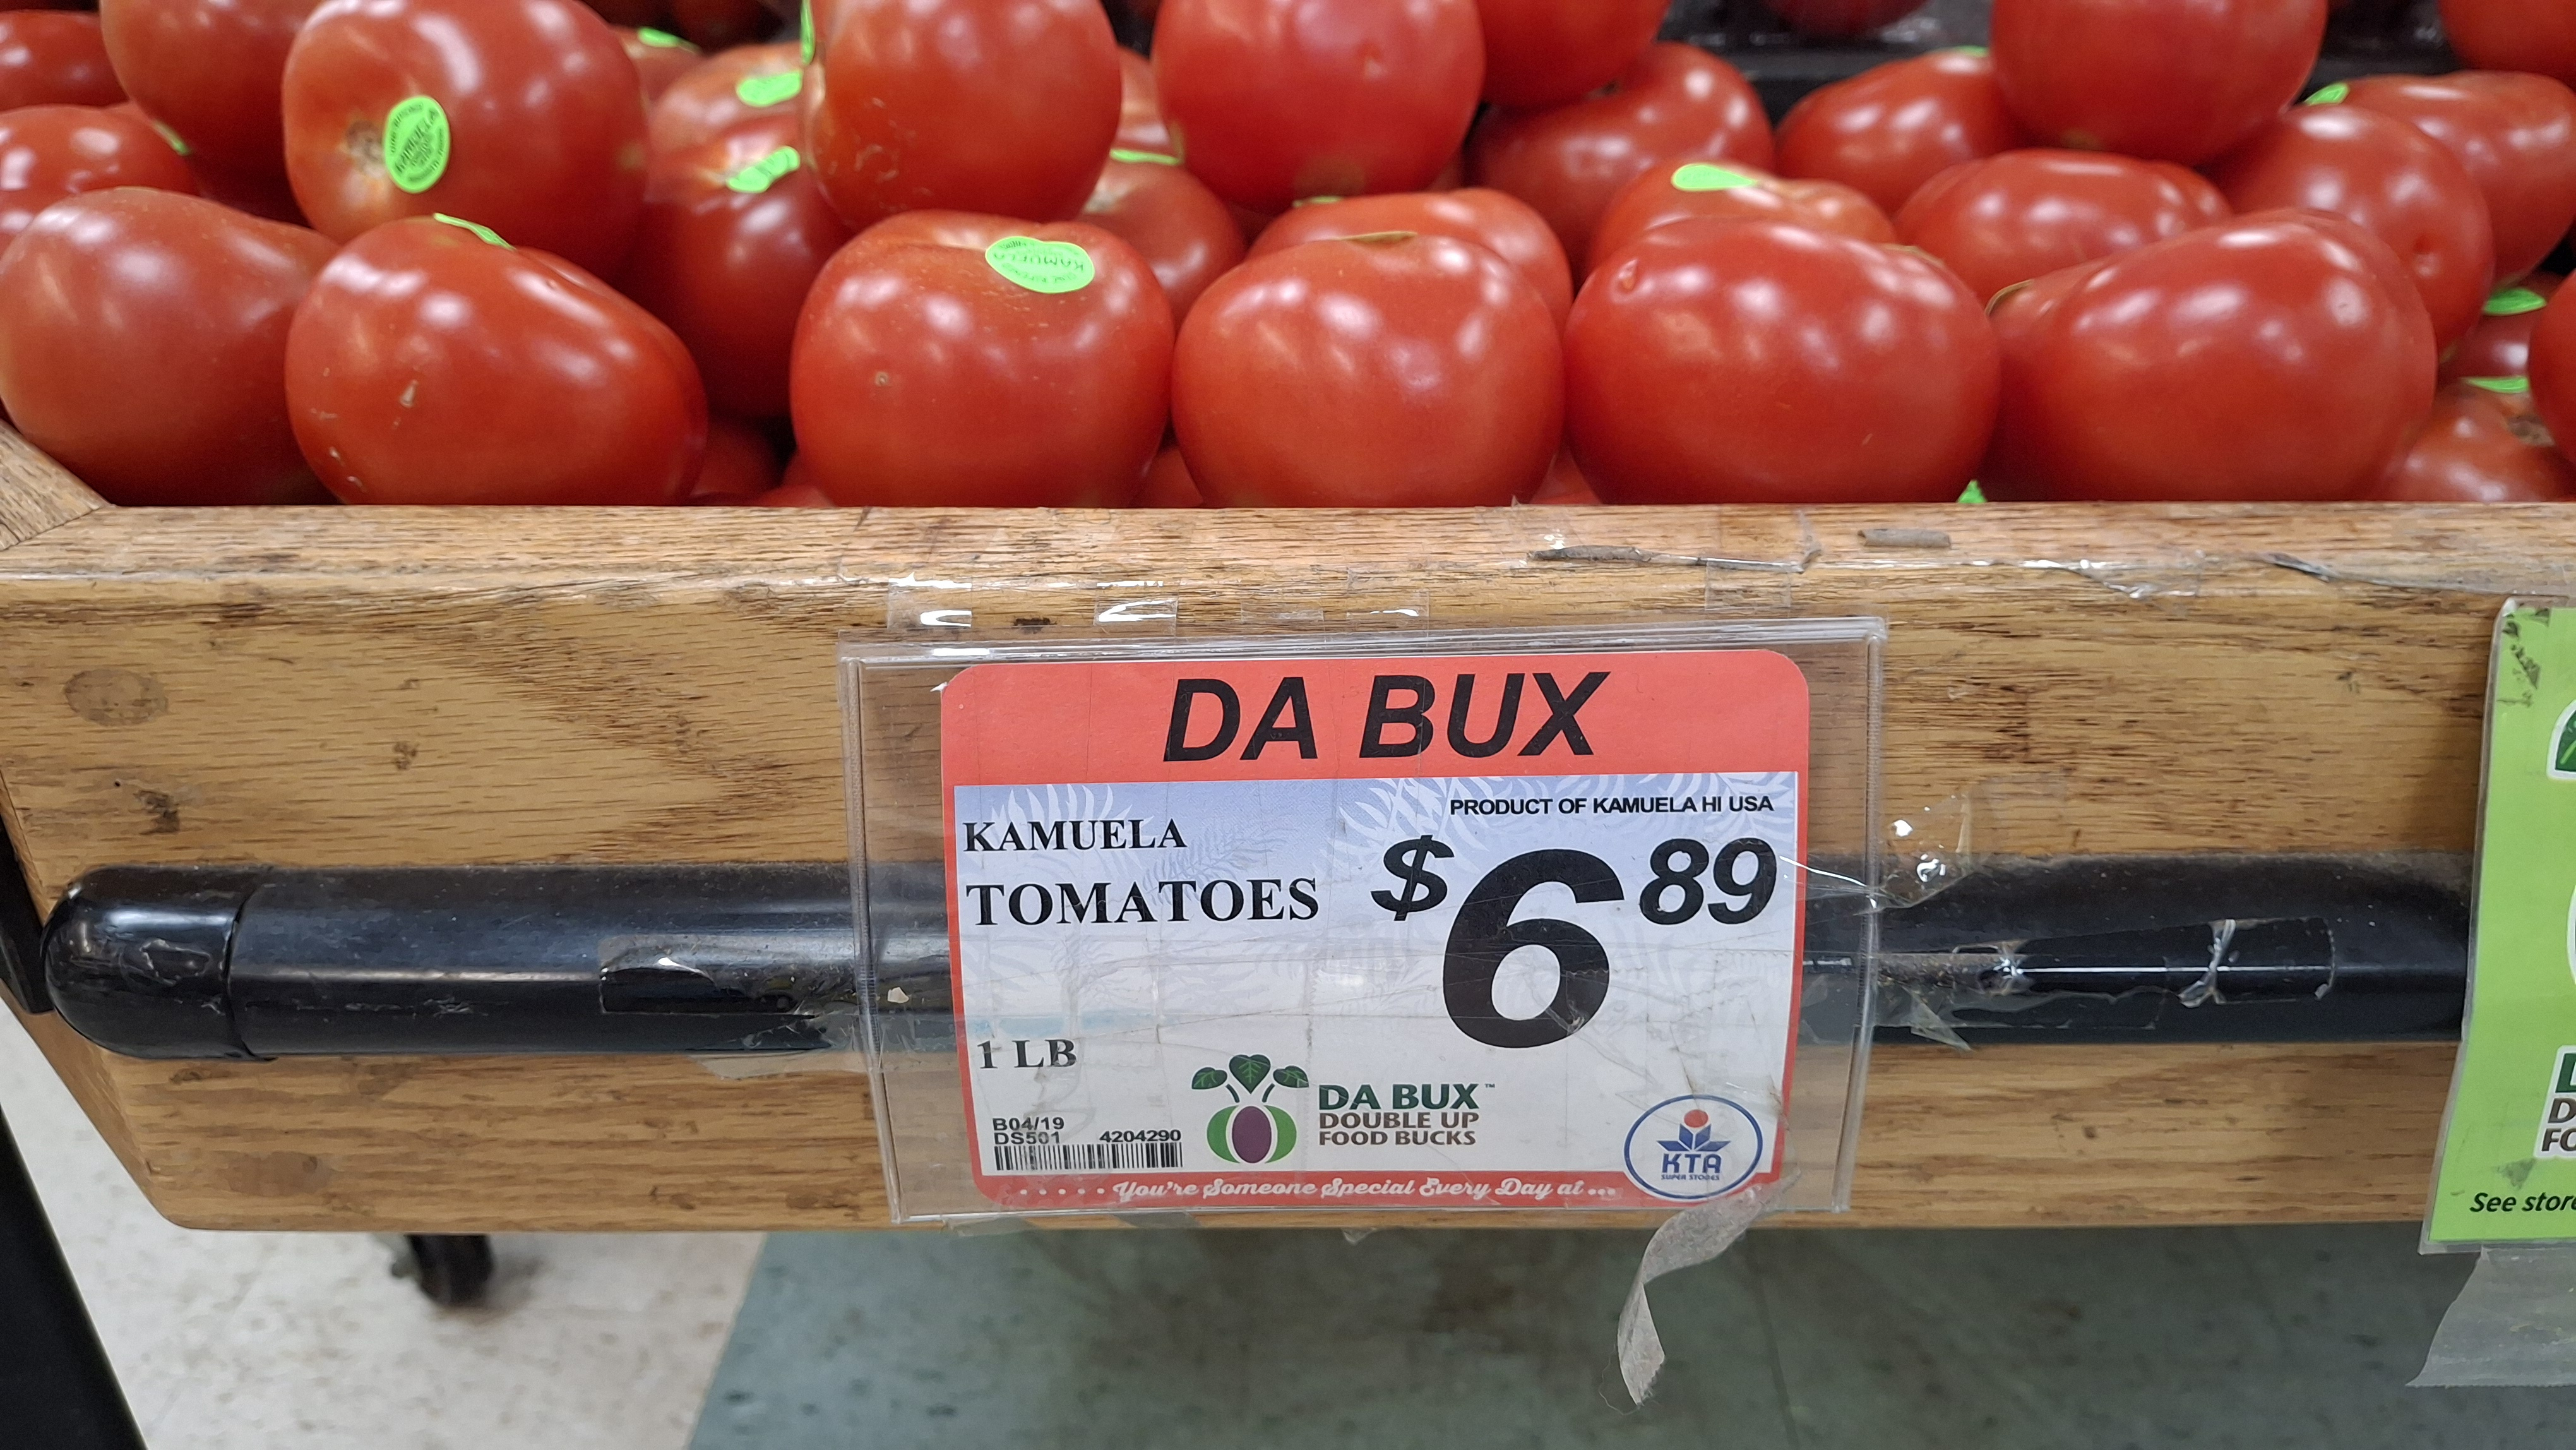 KAMUELA
DA BUX
PRODUCT OF KAMUELA HI USA
KAMUELA
TOMATOES
$6 89
1 LB
B04/19
DS501 4204290
DA BUX™
DOUBLE UP
FOOD BUCKS
KTA
SUPER STORES
.....You're Someone Special Every Day at...
See store